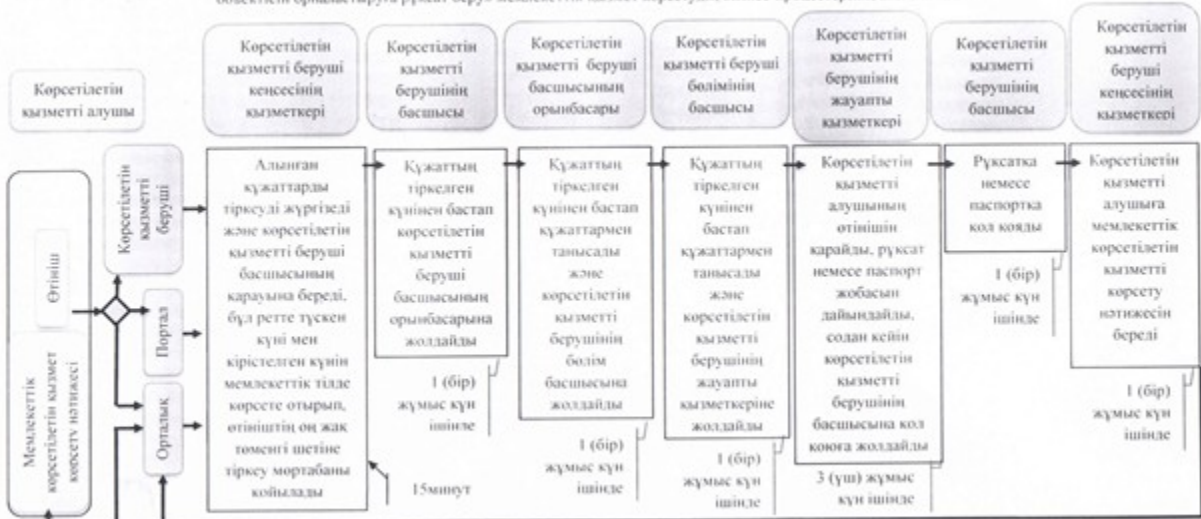 Көрсетілетін
қызметті алушы
Көрсетілетін
қызметті беруші
кеңсесінің
қызметкері
Көрсетілетін
қызметті
берушінің
басшысы
Көрсетілетін
қызметті беруші
басшысының
орынбасары
Көрсетілетін
қызметті беруші
бөлімінің
басшысы
Көрсетілетін
қызметті
берушінің
жауапты
қызметкері
Көрсетілетін
қызметті
берушінің
басшысы
Көрсетілетін
қызметті
беруші
кеңсесінің
қызметкері
Мемлекеттік
көрсетілетін қызмет
көрсету нәтижесі
Өтініш
Көрсетілетін
қызметті
беруші
Портал
Орталық
Алынған
құжаттарды
тіркеуді жүргізеді
және көрсетілетін
қызметті беруші
басшысының
қарауына береді,
бұл ретте түскен
күні мен
кірістелген күнін
мемлекеттік тілде
көрсете отырып,
өтініштің оң жақ
төменгі шетіне
тіркеу мөртабаны
қойылады
15минут
Құжаттың
тіркелген
күнінен бастап
көрсетілетін
қызметті
беруші
басшысының
орынбасарына
жолдайды
1 (бір)
жұмыс күн
ішінде
Құжаттың
тіркелген
күнінен бастап
құжаттармен
танысады
және
көрсетілетін
қызметті
берушінің
бөлім
басшысына
жолдайды
1 (бір)
жұмыс күн
ішінде
Құжаттың
тіркелген
күнінен
бастап
құжаттармен
танысады
және
көрсетілетін
қызметті
берушінің
жауапты
қызметкеріне
жолдайды
1 (бір)
жұмыс күн
ішінде
Көрсетілетін
қызметті
алушының
өтінішін
қарайды, рұқсат
немесе паспорт
жобасын
дайындайды,
содан кейін
көрсетілетін
қызметті
берушінің
басшысына қол
қоюға жолдайды
3 (үш) жұмыс
күн ішінде
Рұқсатқа
немесе
паспортқа
қол қояды
1 (бір)
жұмыс күн
ішінде
Көрсетілетін
қызметті
алушыға
мемлекеттік
көрсетілетін
қызметті
көрсету
нәтижесін
береді
1 (бір)
жұмыс күн
ішінде